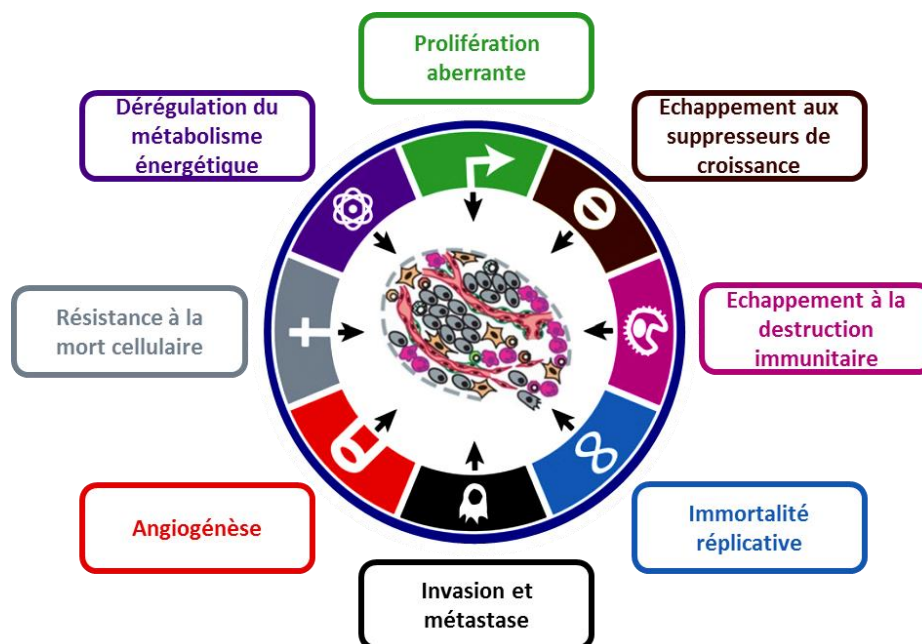 Prolifération
aberrante
Dérégulation du
métabolisme
énergétique
Echappement aux
suppresseurs de
croissance
Résistance à la
mort cellulaire
Echappement à la
destruction
immunitaire
Angiogénèse
Immortalité
réplicative
Invasion et
métastase